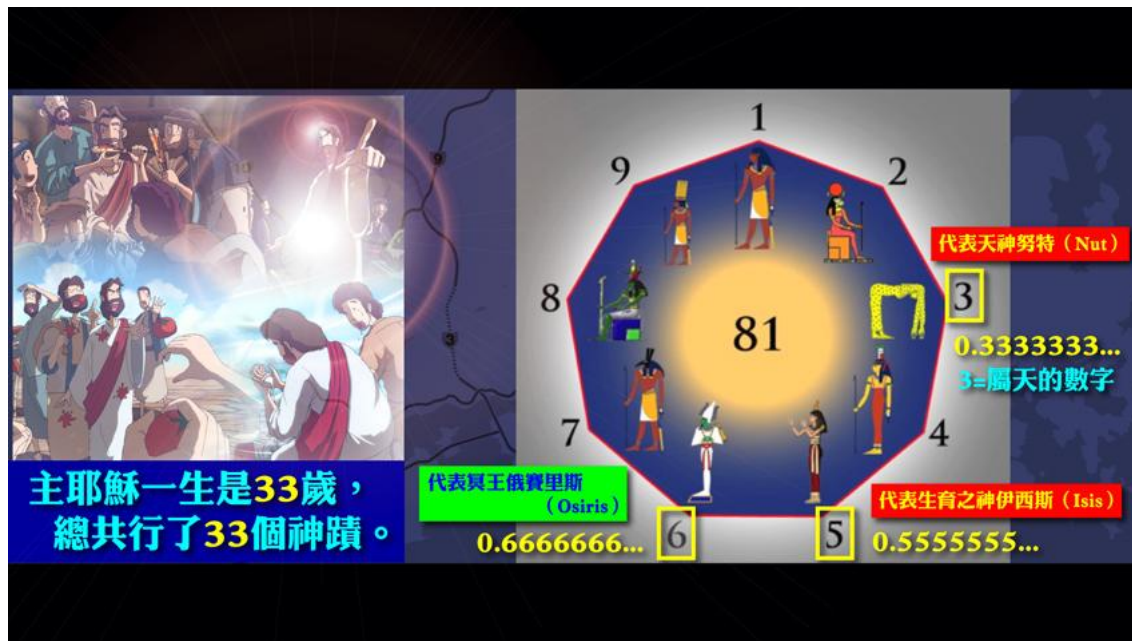 主耶穌一生是33歲，
總共行了33個神蹟。
1
2
代表天神努特（Nut）
3
0.3333333...
3=屬天的數字
4
代表生育之神伊西斯（Isis）
5
0.5555555...
代表冥王俄賽里斯
（Osiris）
6
0.6666666...
7
8
9
81
9
3